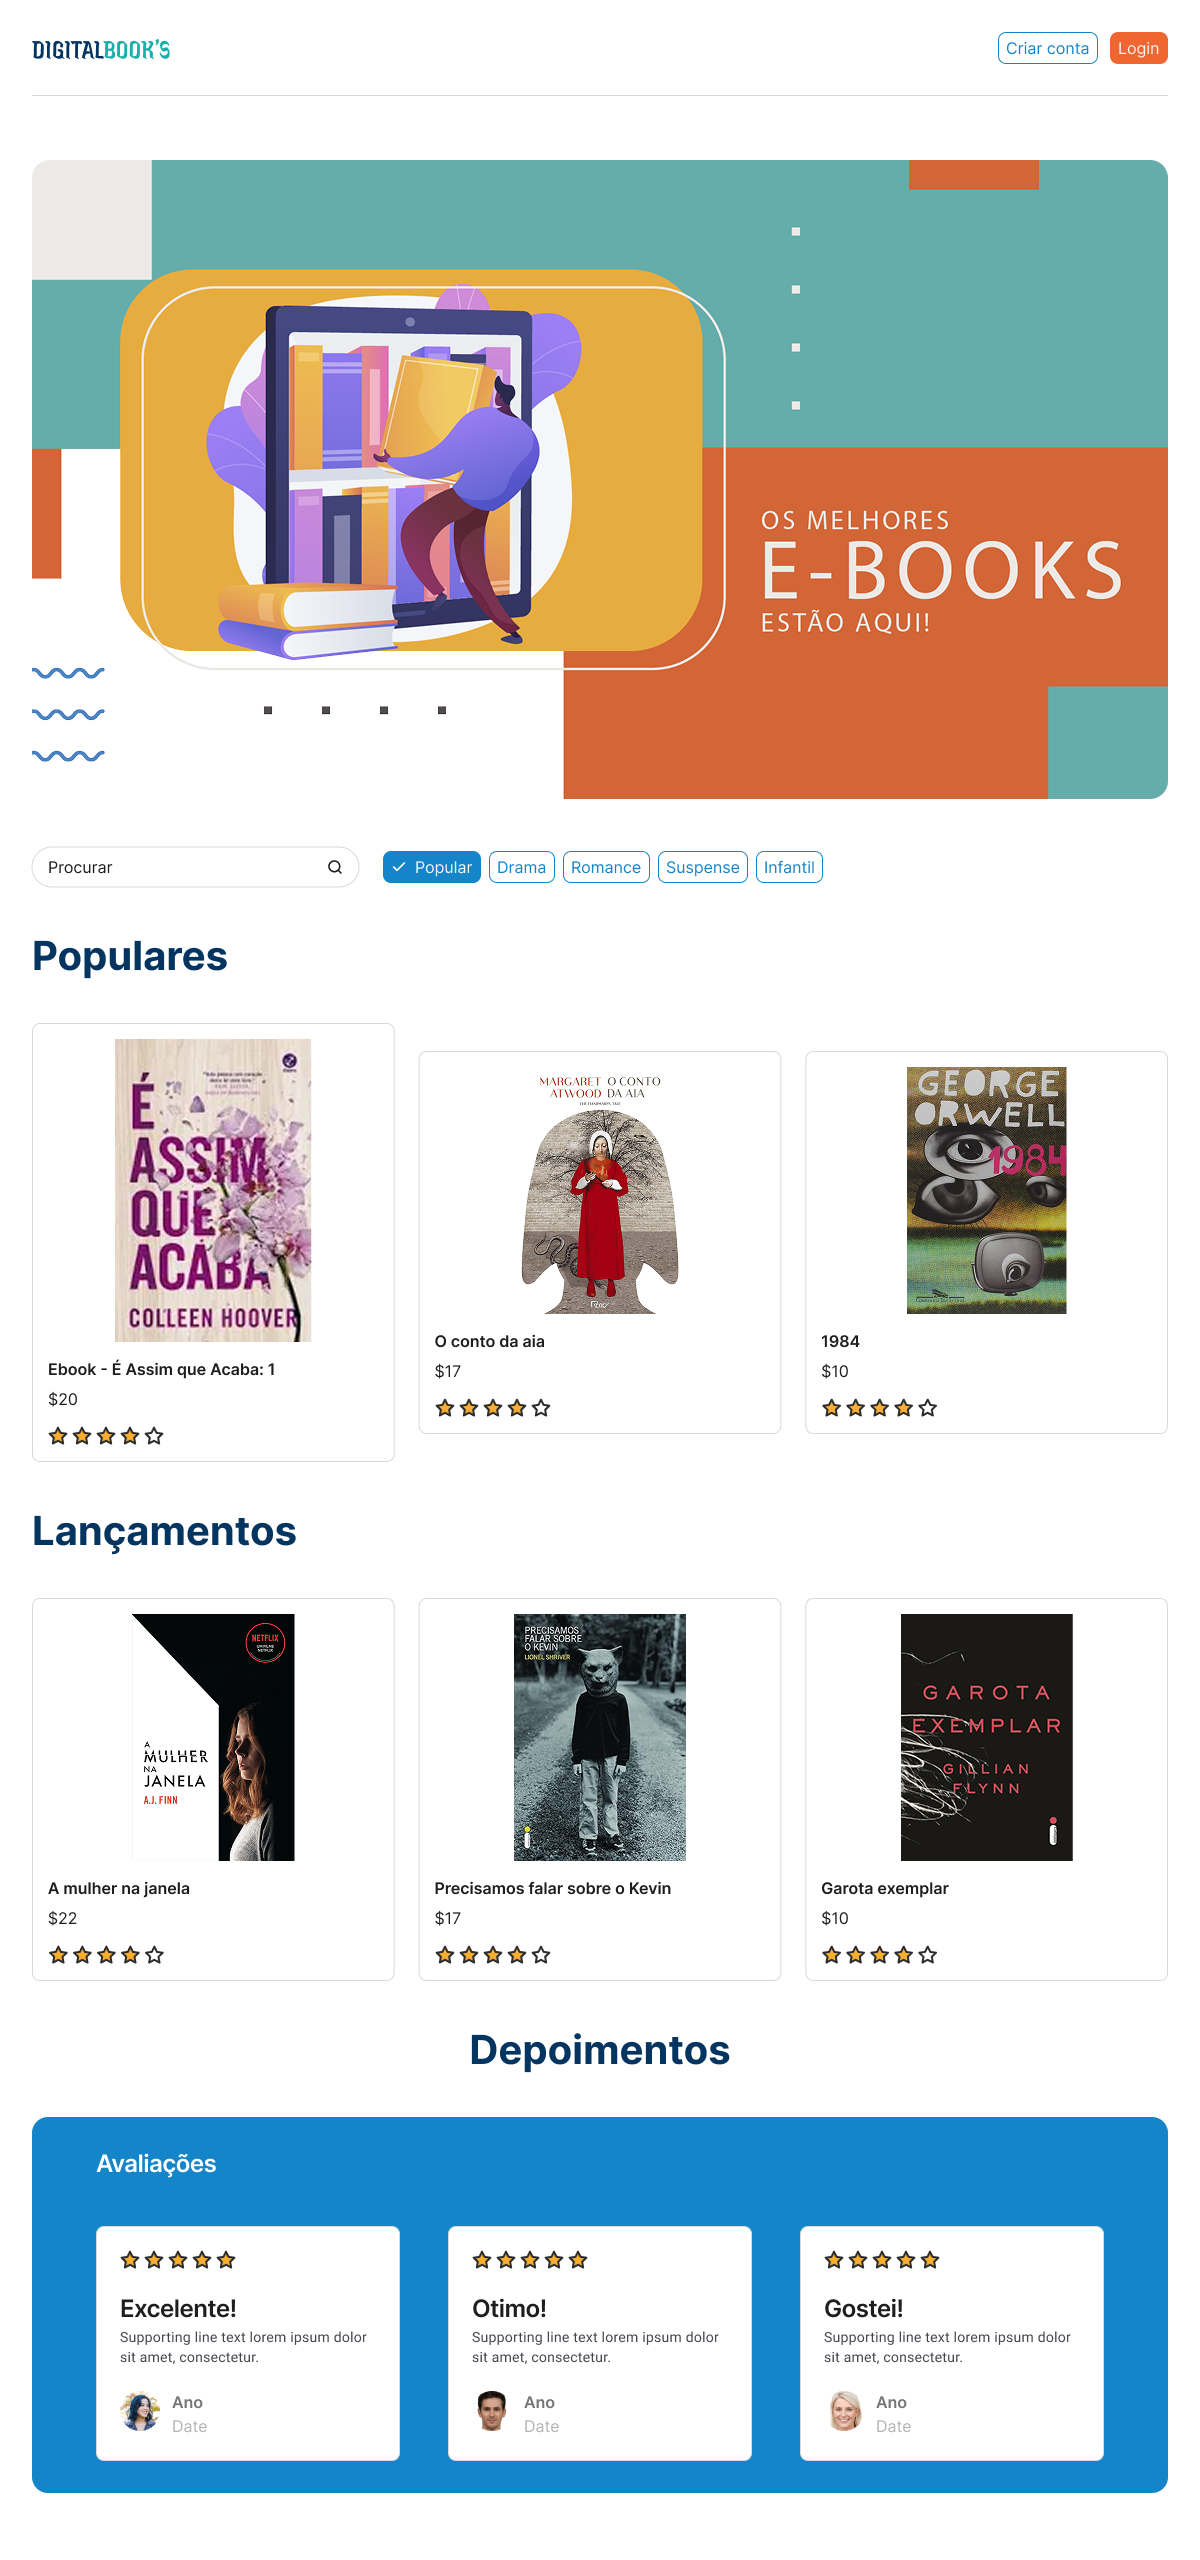 DIGITALBOOK'S
Criar conta
Login
OS MELHORES
E-BOOKS
ESTÃO AQUI!
Procurar
Popular
Drama
Romance
Suspense
Infantil
Populares
É
ASSIM
QUE
ACABA
COLLEEN HOOVER
Ebook - É Assim que Acaba: 1
$20
MARGARET O CONTO
ATWOOD DA AIA
O conto da aia
$17
GEORGE
ORWELL
1984
1984
$10
Lançamentos
NETFLIX
A
MULHER
NA
JANELA
A.J. FINN
A mulher na janela
$22
PRECISAMOS
FALAR SOBRE
O KEVIN
LIONEL SHRIVER
Precisamos falar sobre o Kevin
$17
GAROTA
EXEMPLAR
GILLIAN
FLYNN
Garota exemplar
$10
Depoimentos
Avaliações
Excelente!
Supporting line text lorem ipsum dolor
sit amet, consectetur.
Ano
Date
Otimo!
Supporting line text lorem ipsum dolor
sit amet, consectetur.
Ano
Date
Gostei!
Supporting line text lorem ipsum dolor
sit amet, consectetur.
Ano
Date